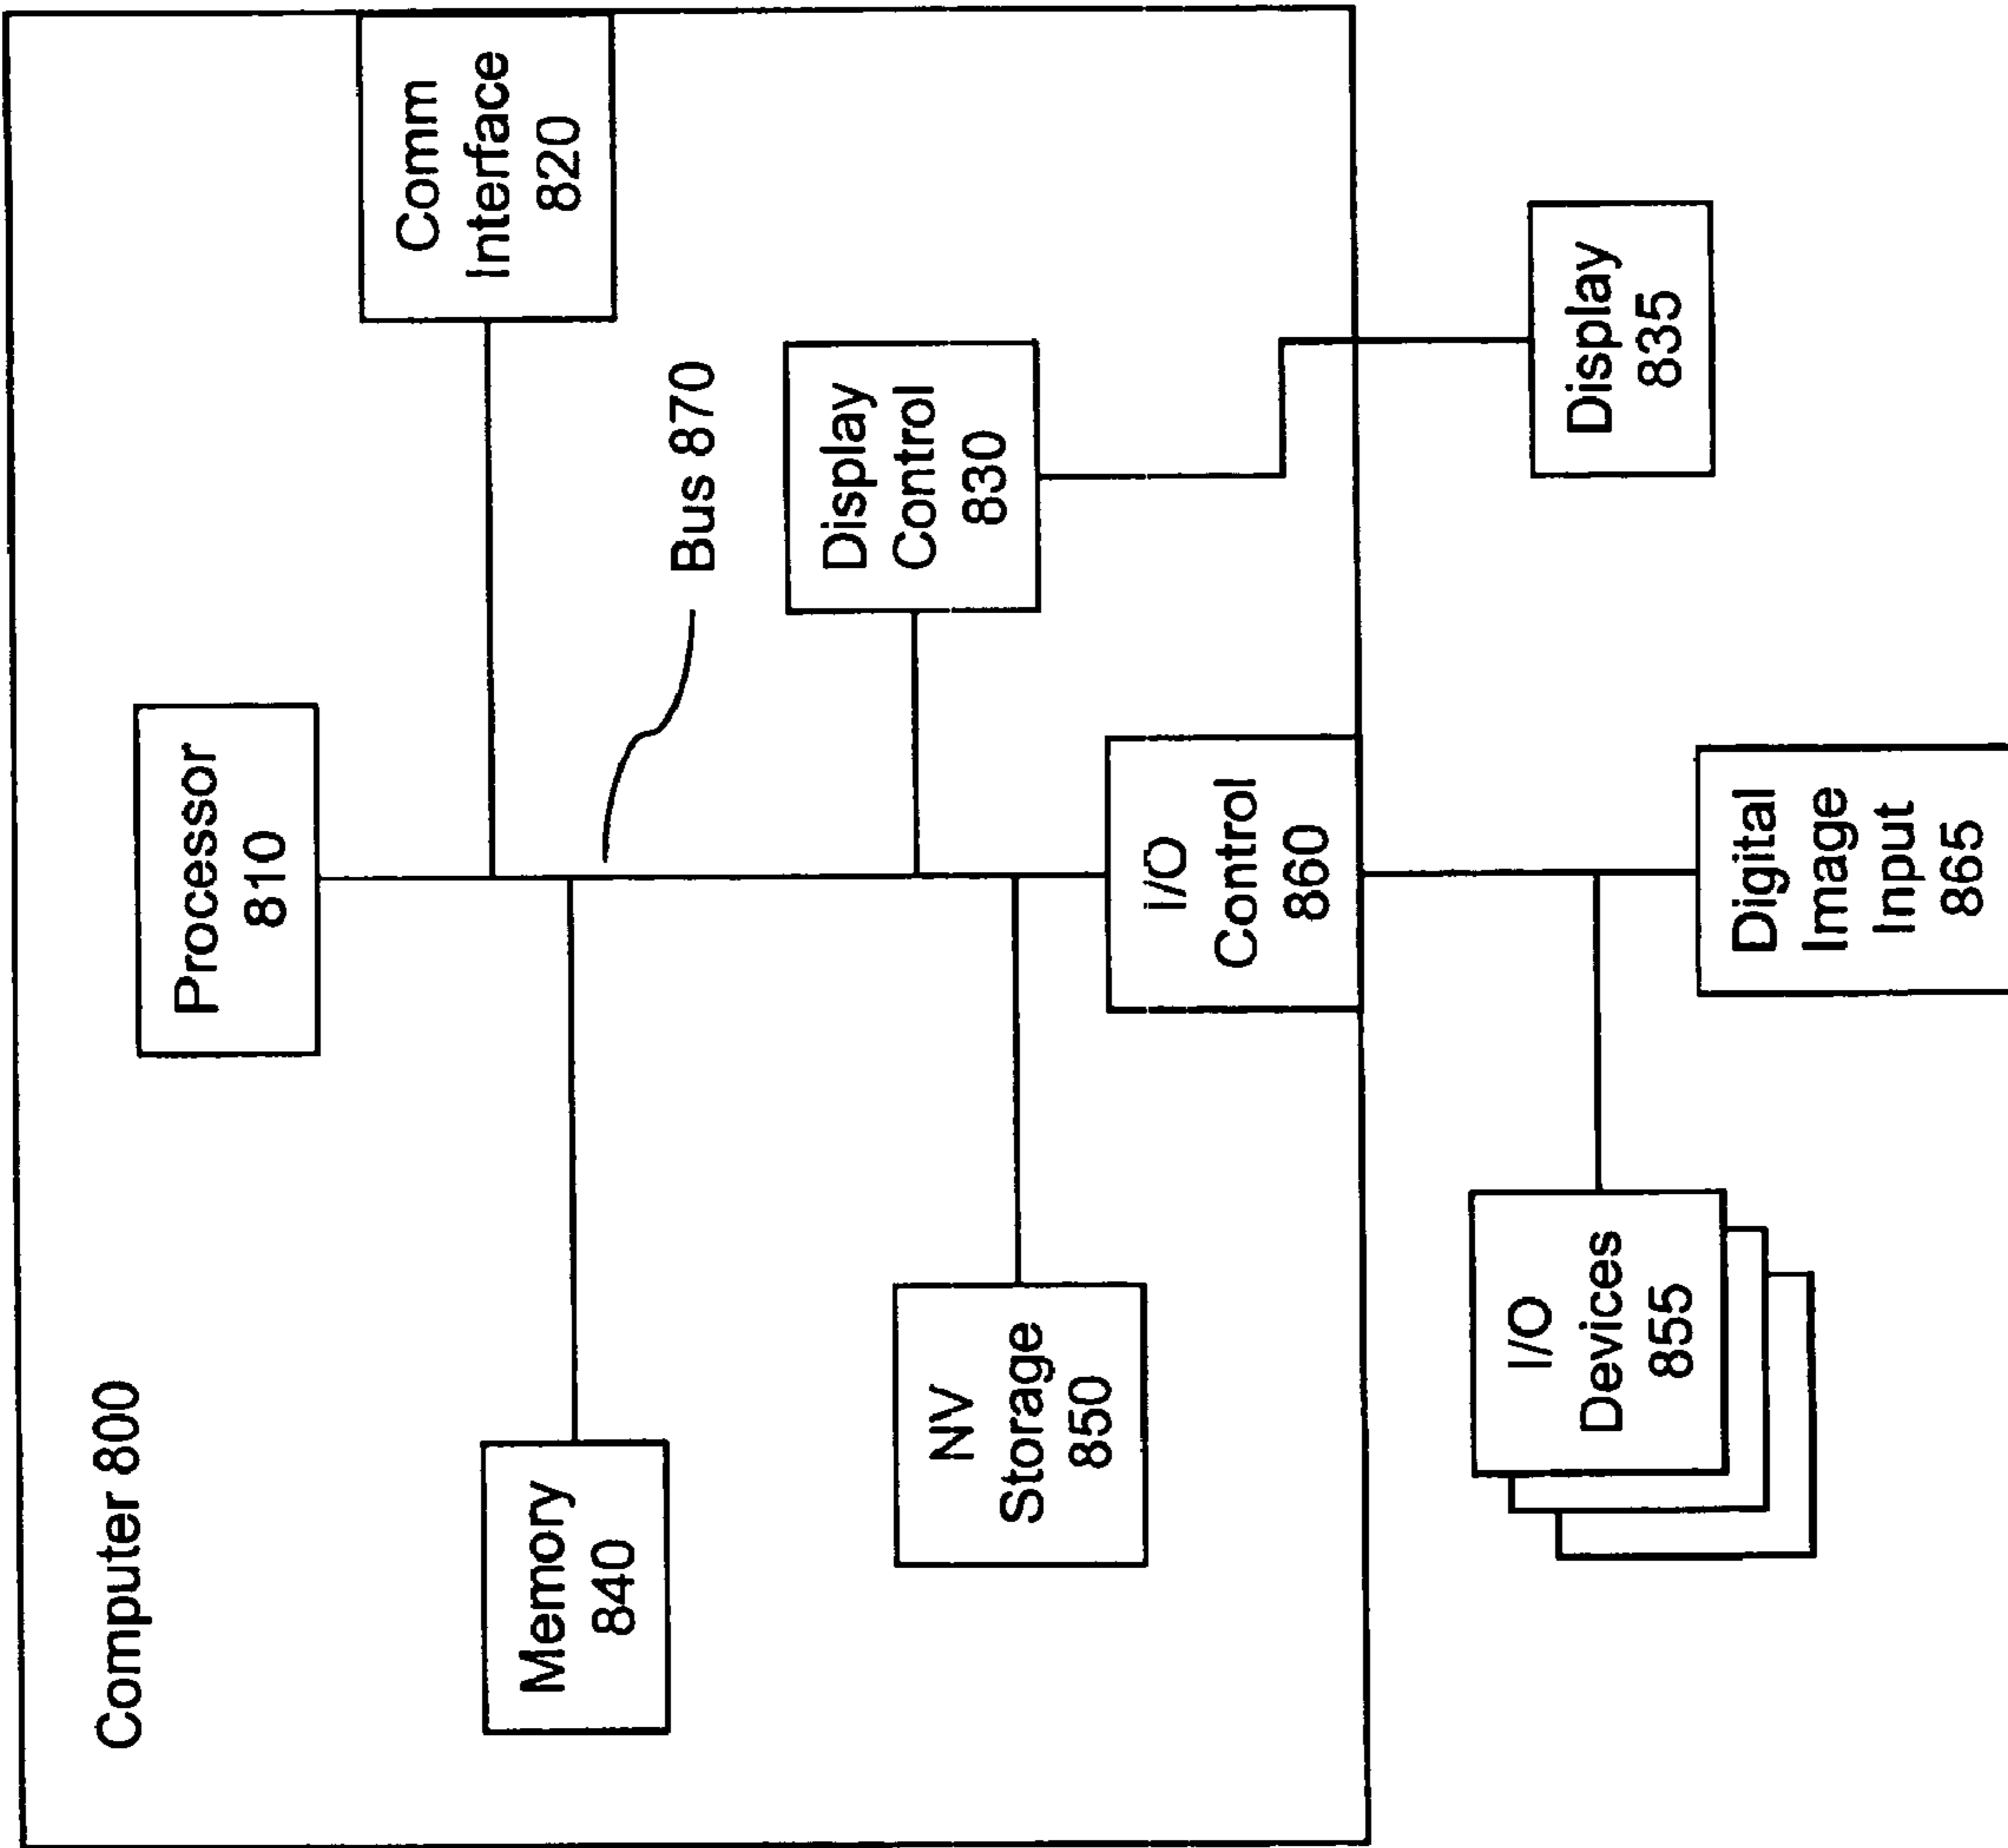 Computer 800
Processor
810
Memory
840
Comm
Interface
820
Bus 870
NV
Storage
850
Display
Control
830
I/O
Control
860
I/O
Devices
855
Digital
Image
Input
865
Display
835